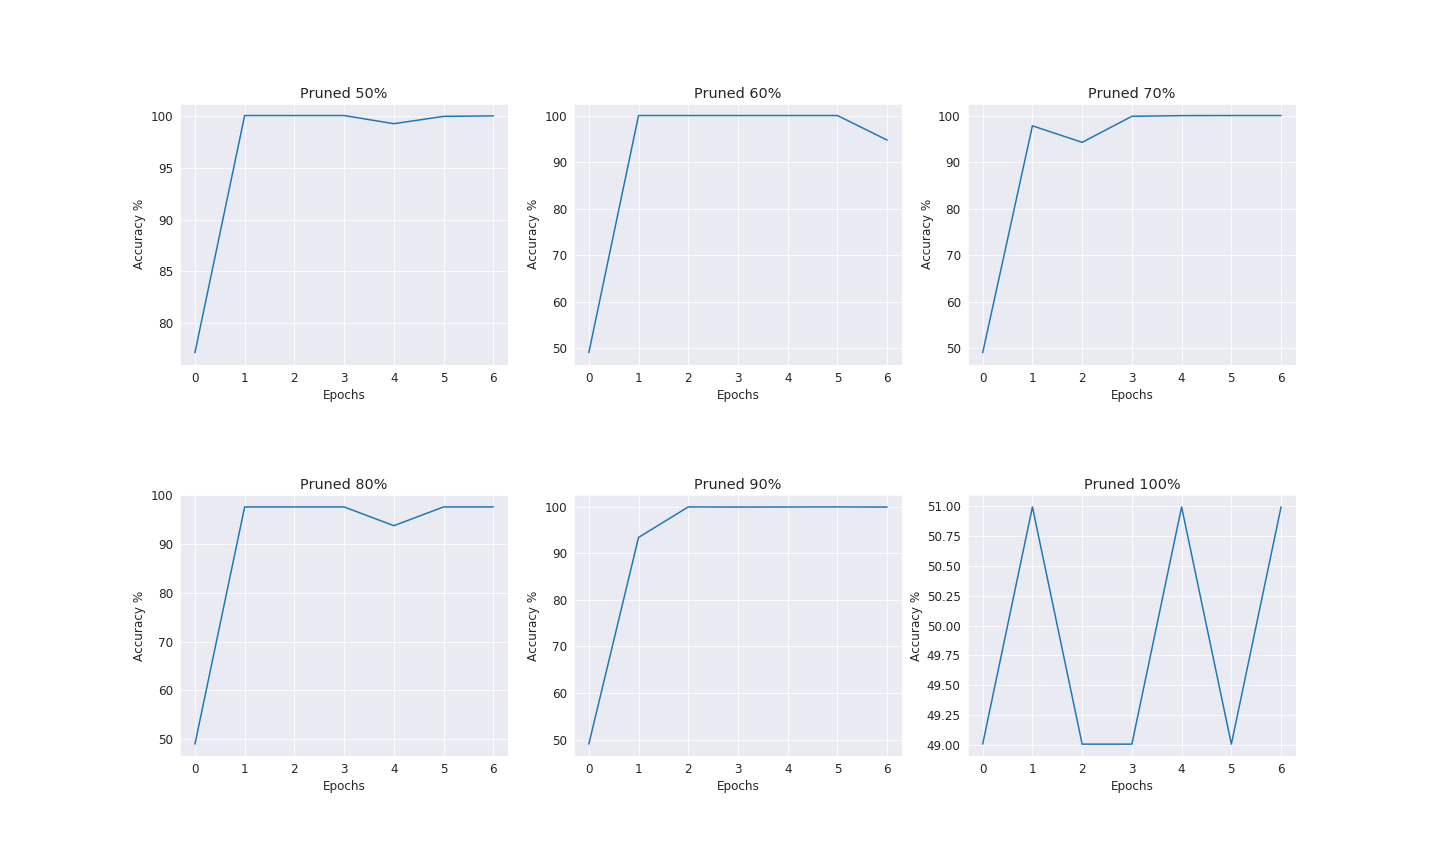 Pruned 50%
100
95
90
85
80
Accuracy %
0 1 2 3 4 5 6
Epochs
Pruned 60%
100
90
80
70
60
50
Accuracy %
0 1 2 3 4 5 6
Epochs
Pruned 70%
100
90
80
70
60
50
Accuracy %
0 1 2 3 4 5 6
Epochs
Pruned 80%
100
90
80
70
60
50
Accuracy %
0 1 2 3 4 5 6
Epochs
Pruned 90%
100
90
80
70
60
50
Accuracy %
0 1 2 3 4 5 6
Epochs
Pruned 100%
51.00
50.75
50.50
50.25
50.00
49.75
49.50
49.25
49.00
Accuracy %
0 1 2 3 4 5 6
Epochs